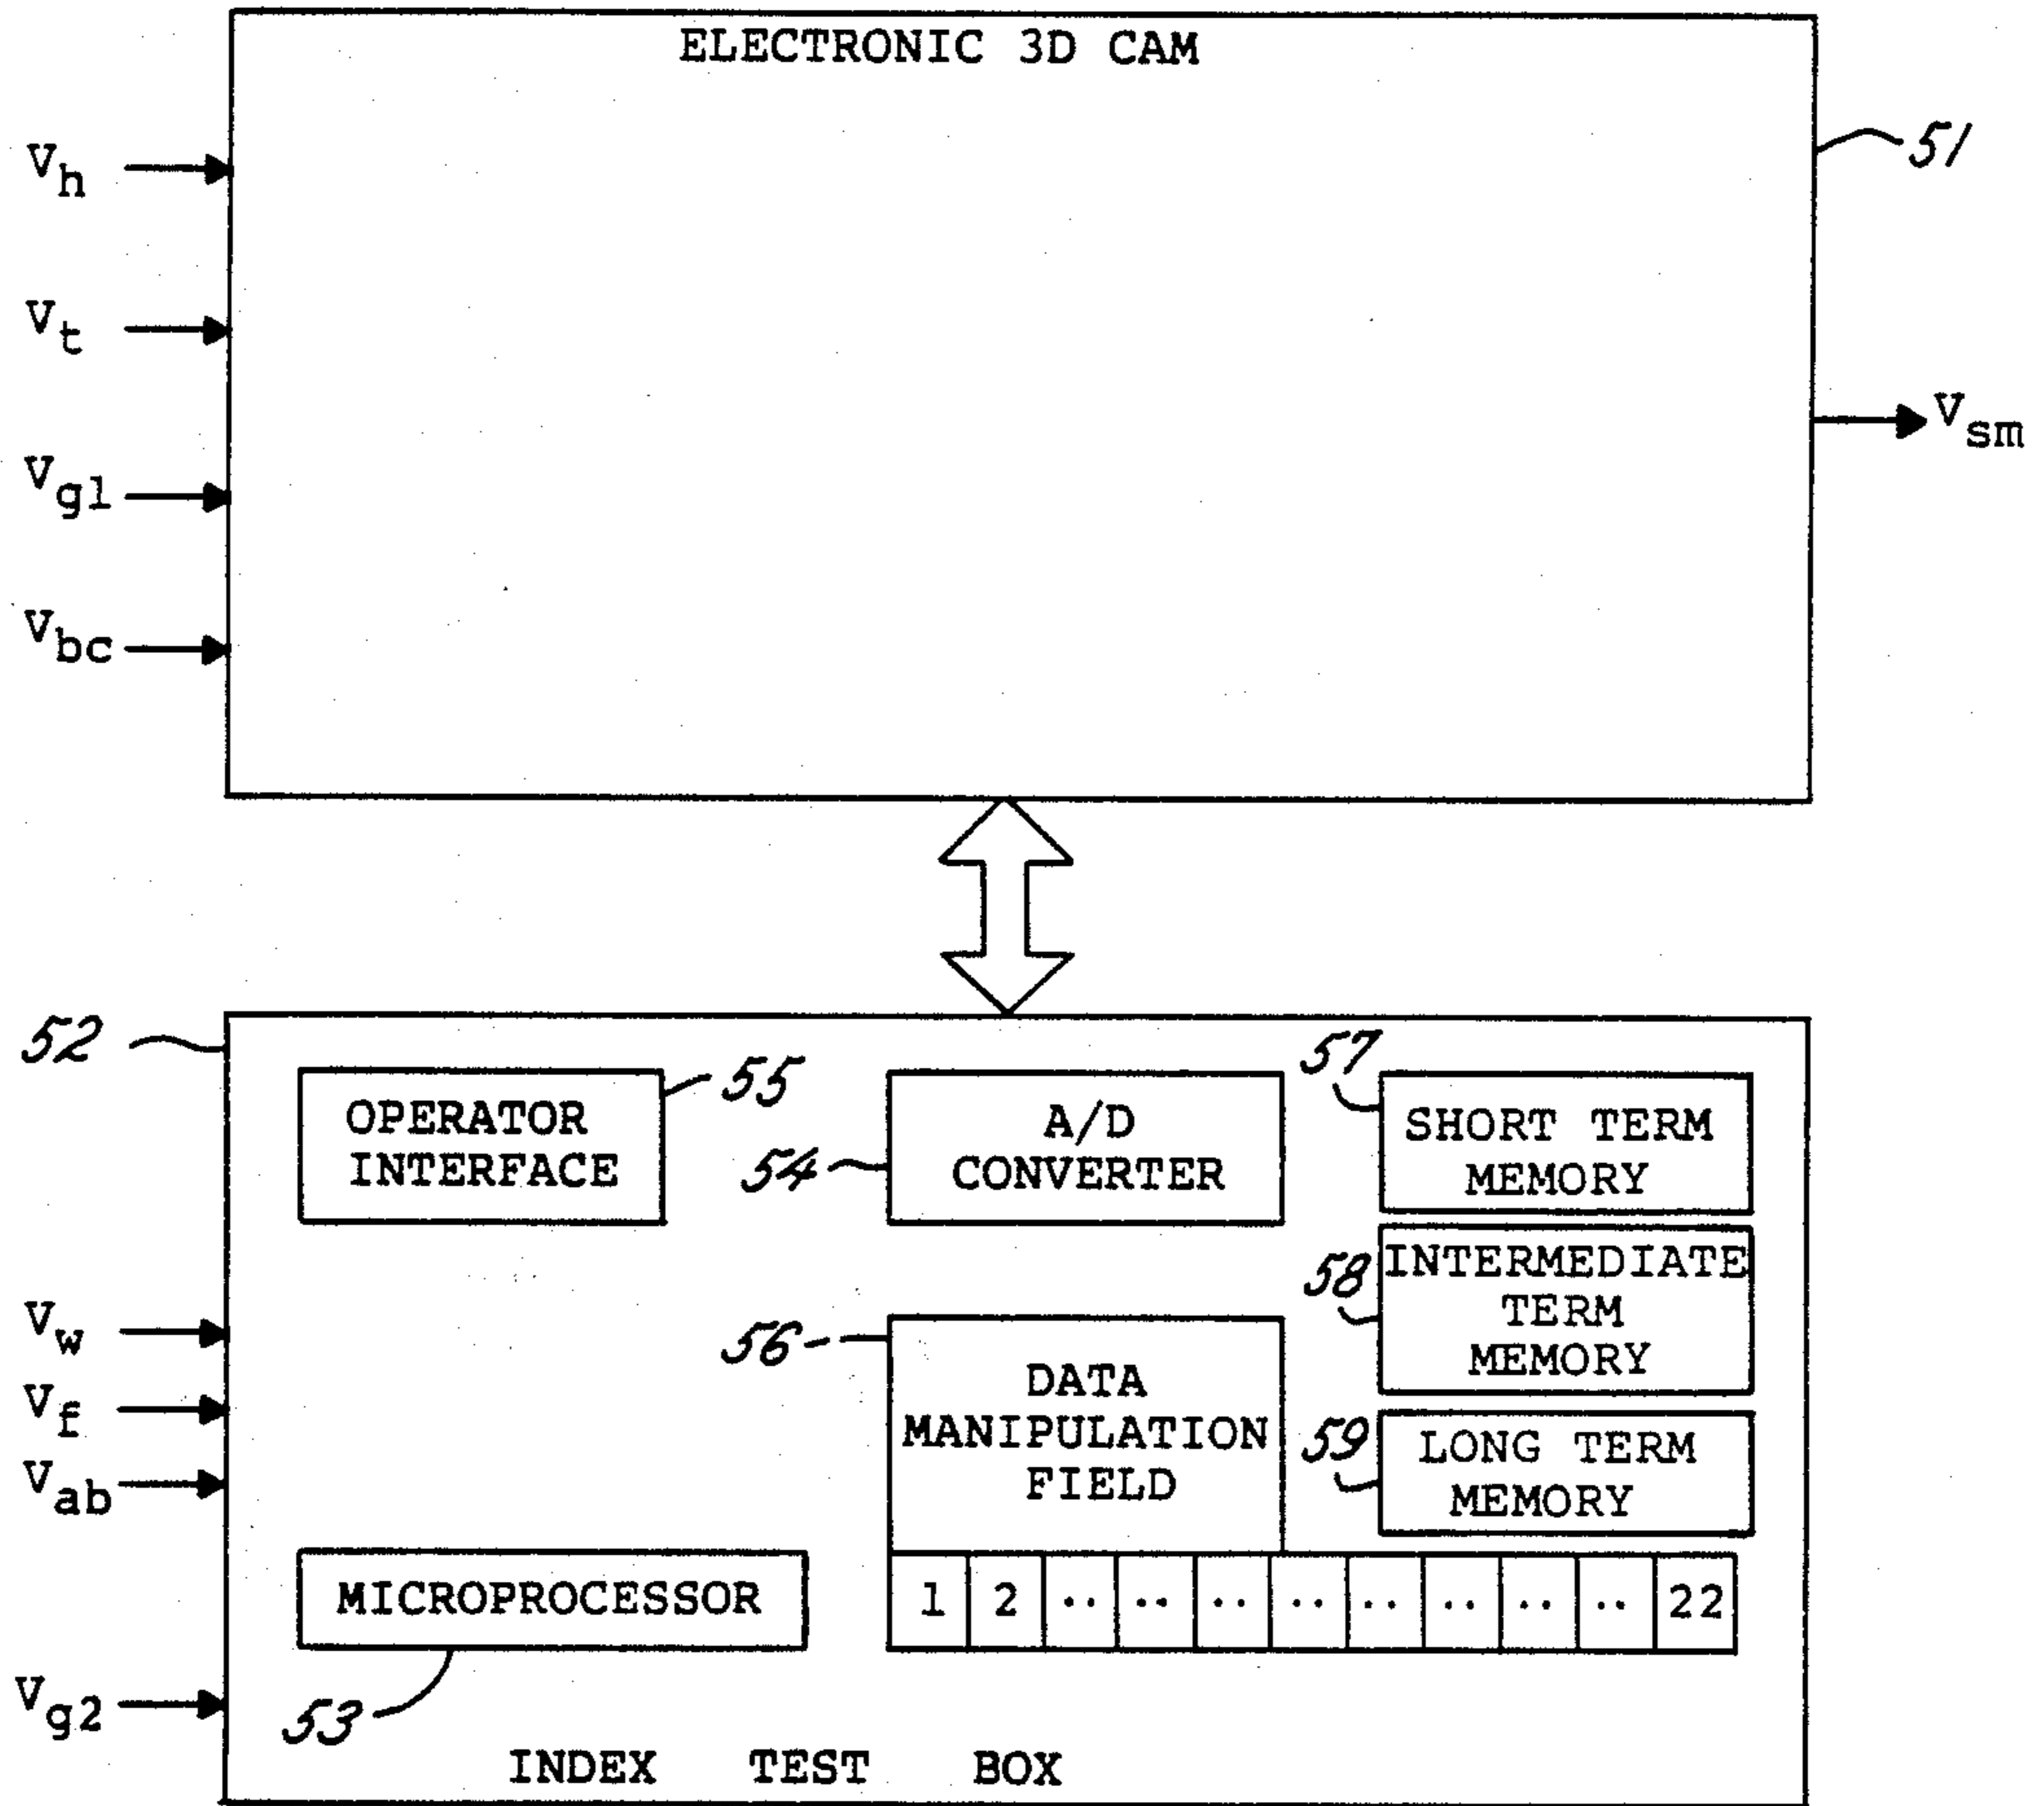 ELECTRONIC 3D CAM
51
Vh
Vt
Vg1
Vbc
Vsm
52
OPERATOR
INTERFACE
55
A/D
CONVERTER
54
57
SHORT TERM
MEMORY
58
INTERMEDIATE
TERM
MEMORY
59
LONG TERM
MEMORY
56
DATA
MANIPULATION
FIELD
1 2 .. .. .. .. .. .. .. .. 22
Vw
Vf
Vab
MICROPROCESSOR
53
Vg2
INDEX TEST BOX